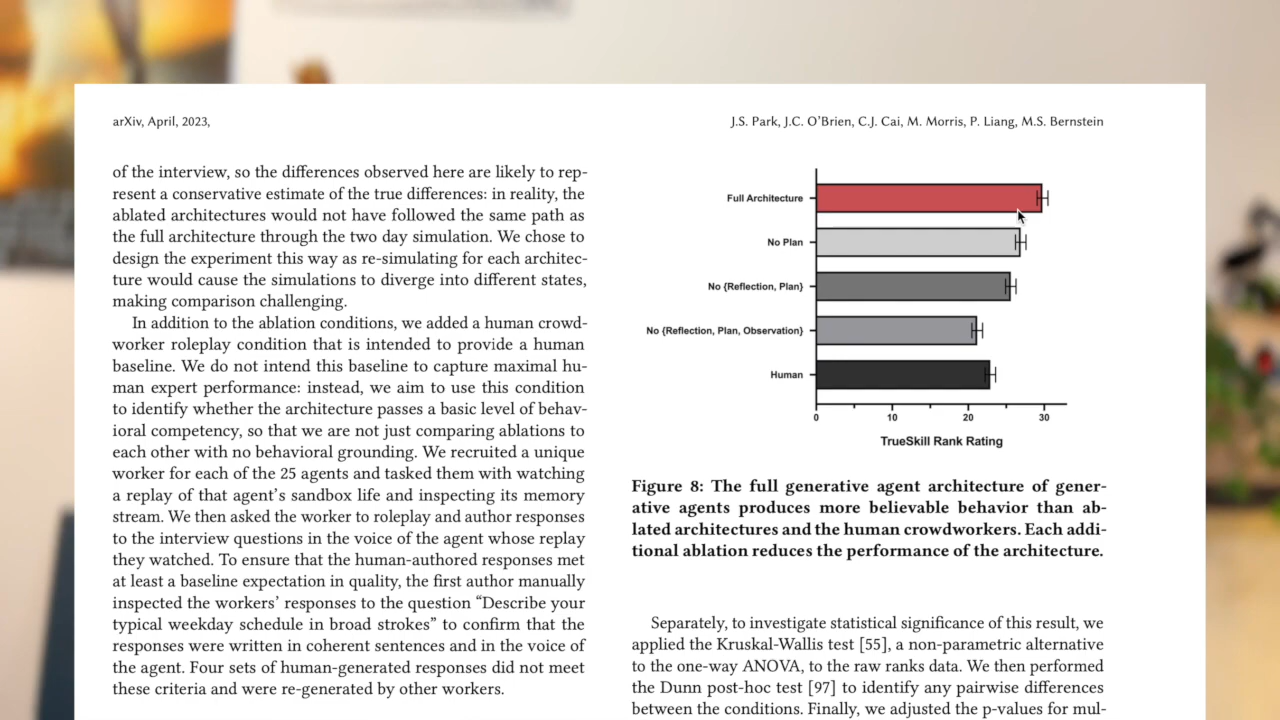 arXiv, April, 2023,
J.S. Park, J.C. O'Brien, C.J. Cai, M. Morris, P. Liang, M.S. Bernstein
of the interview, so the differences observed here are likely to rep-
resent a conservative estimate of the true differences: in reality, the
ablated architectures would not have followed the same path as
the full architecture through the two day simulation. We chose to
design the experiment this way as re-simulating for each architec-
ture would cause the simulations to diverge into different states,
making comparison challenging.
In addition to the ablation conditions, we added a human crowd-
worker roleplay condition that is intended to provide a human
baseline. We do not intend this baseline to capture maximal hu-
man expert performance: instead, we aim to use this condition
to identify whether the architecture passes a basic level of behav-
ioral competency, so that we are not just comparing ablations to
each other with no behavioral grounding. We recruited a unique
worker for each of the 25 agents and tasked them with watching
a replay of that agent's sandbox life and inspecting its memory
stream. We then asked the worker to roleplay and author responses
to the interview questions in the voice of the agent whose replay
they watched. To ensure that the human-authored responses met
at least a baseline expectation in quality, the first author manually
inspected the workers' responses to the question “Describe your
typical weekday schedule in broad strokes” to confirm that the
responses were written in coherent sentences and in the voice of
the agent. Four sets of human-generated responses did not meet
these criteria and were re-generated by other workers.
Full Architecture
No Plan
No {Reflection, Plan}
No {Reflection, Plan, Observation}
Human
0 10 20 30
TrueSkill Rank Rating
Figure 8: The full generative agent architecture of gener-
ative agents produces more believable behavior than ab-
lated architectures and the human crowdworkers. Each addi-
tional ablation reduces the performance of the architecture.
Separately, to investigate statistical significance of this result, we
applied the Kruskal-Wallis test [55], a non-parametric alternative
to the one-way ANOVA, to the raw ranks data. We then performed
the Dunn post-hoc test [97] to identify any pairwise differences
between the conditions. Finally, we adjusted the p-values for mul-